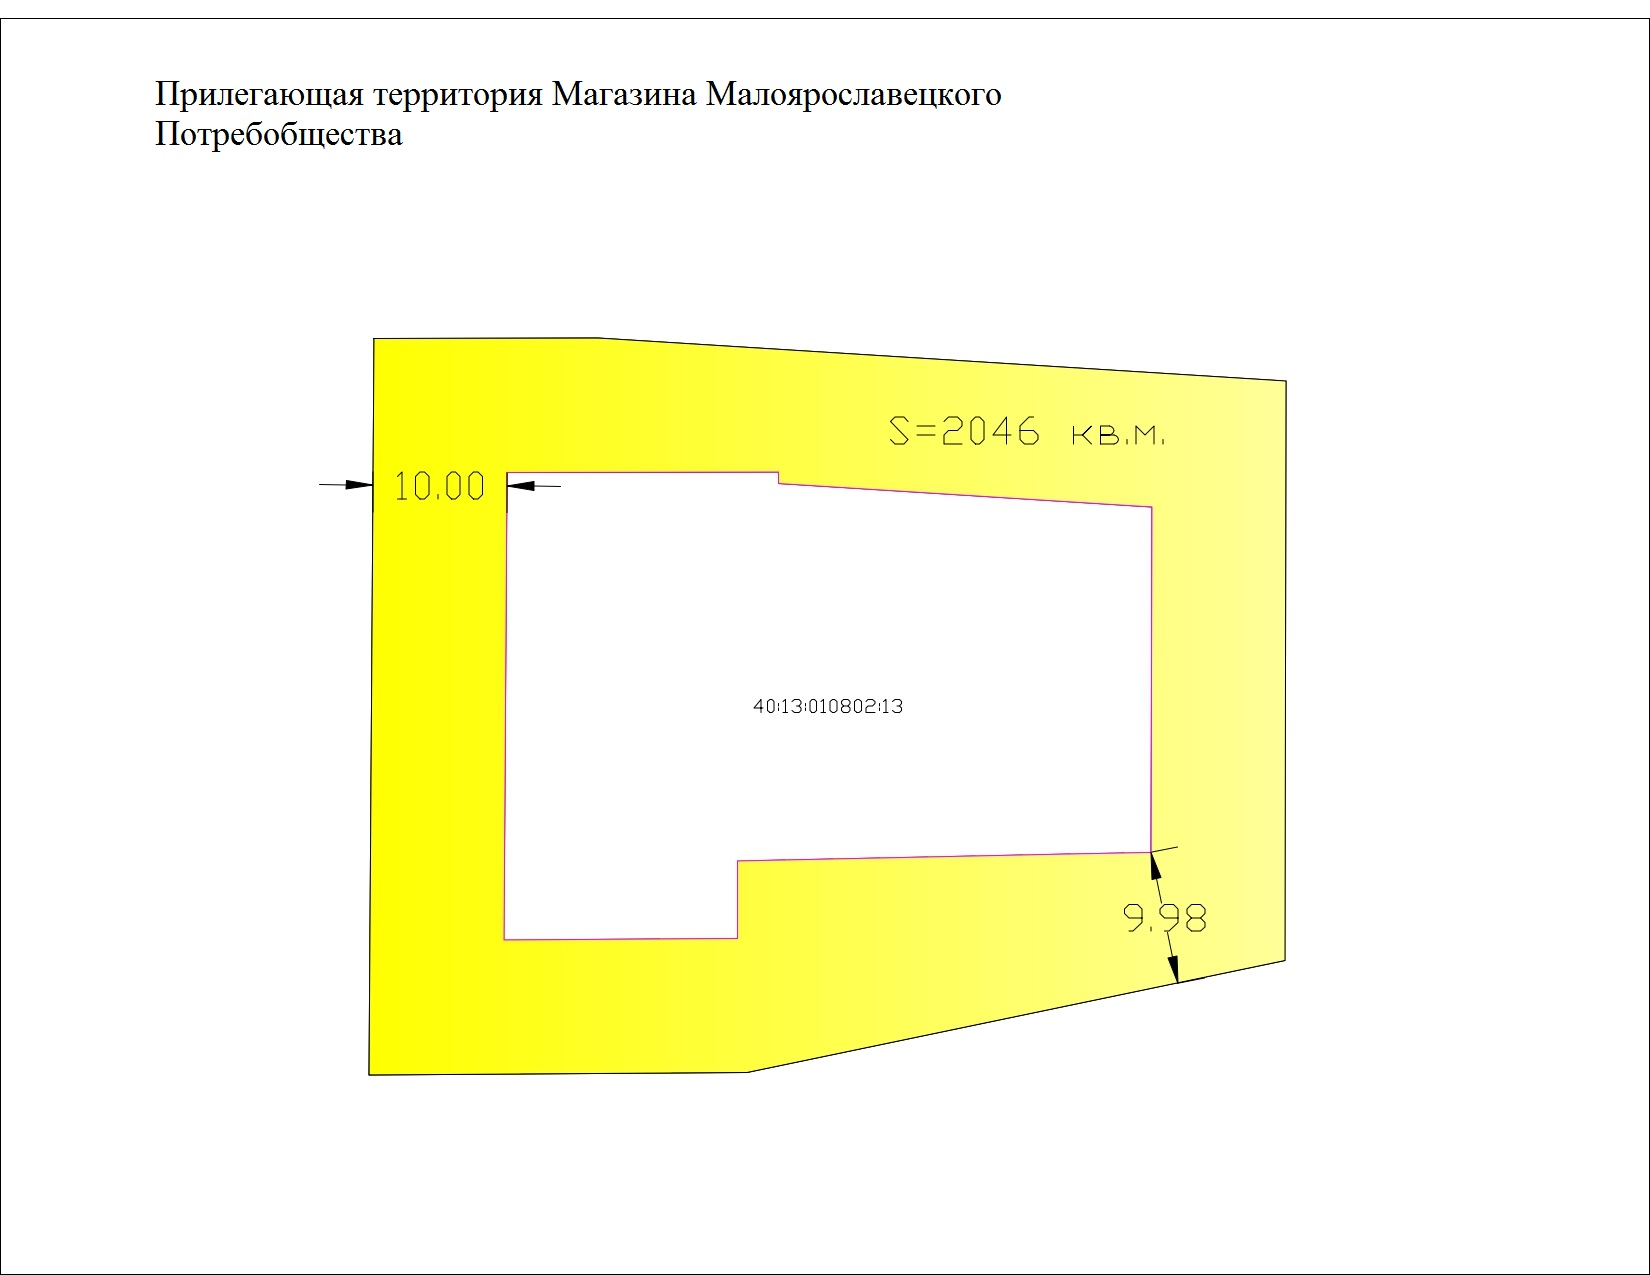 Прилегающая территория Магазина Малоярославецкого
Потребобщества
S=2046 кв.м.
10.00
40:13:010802:13
9.98